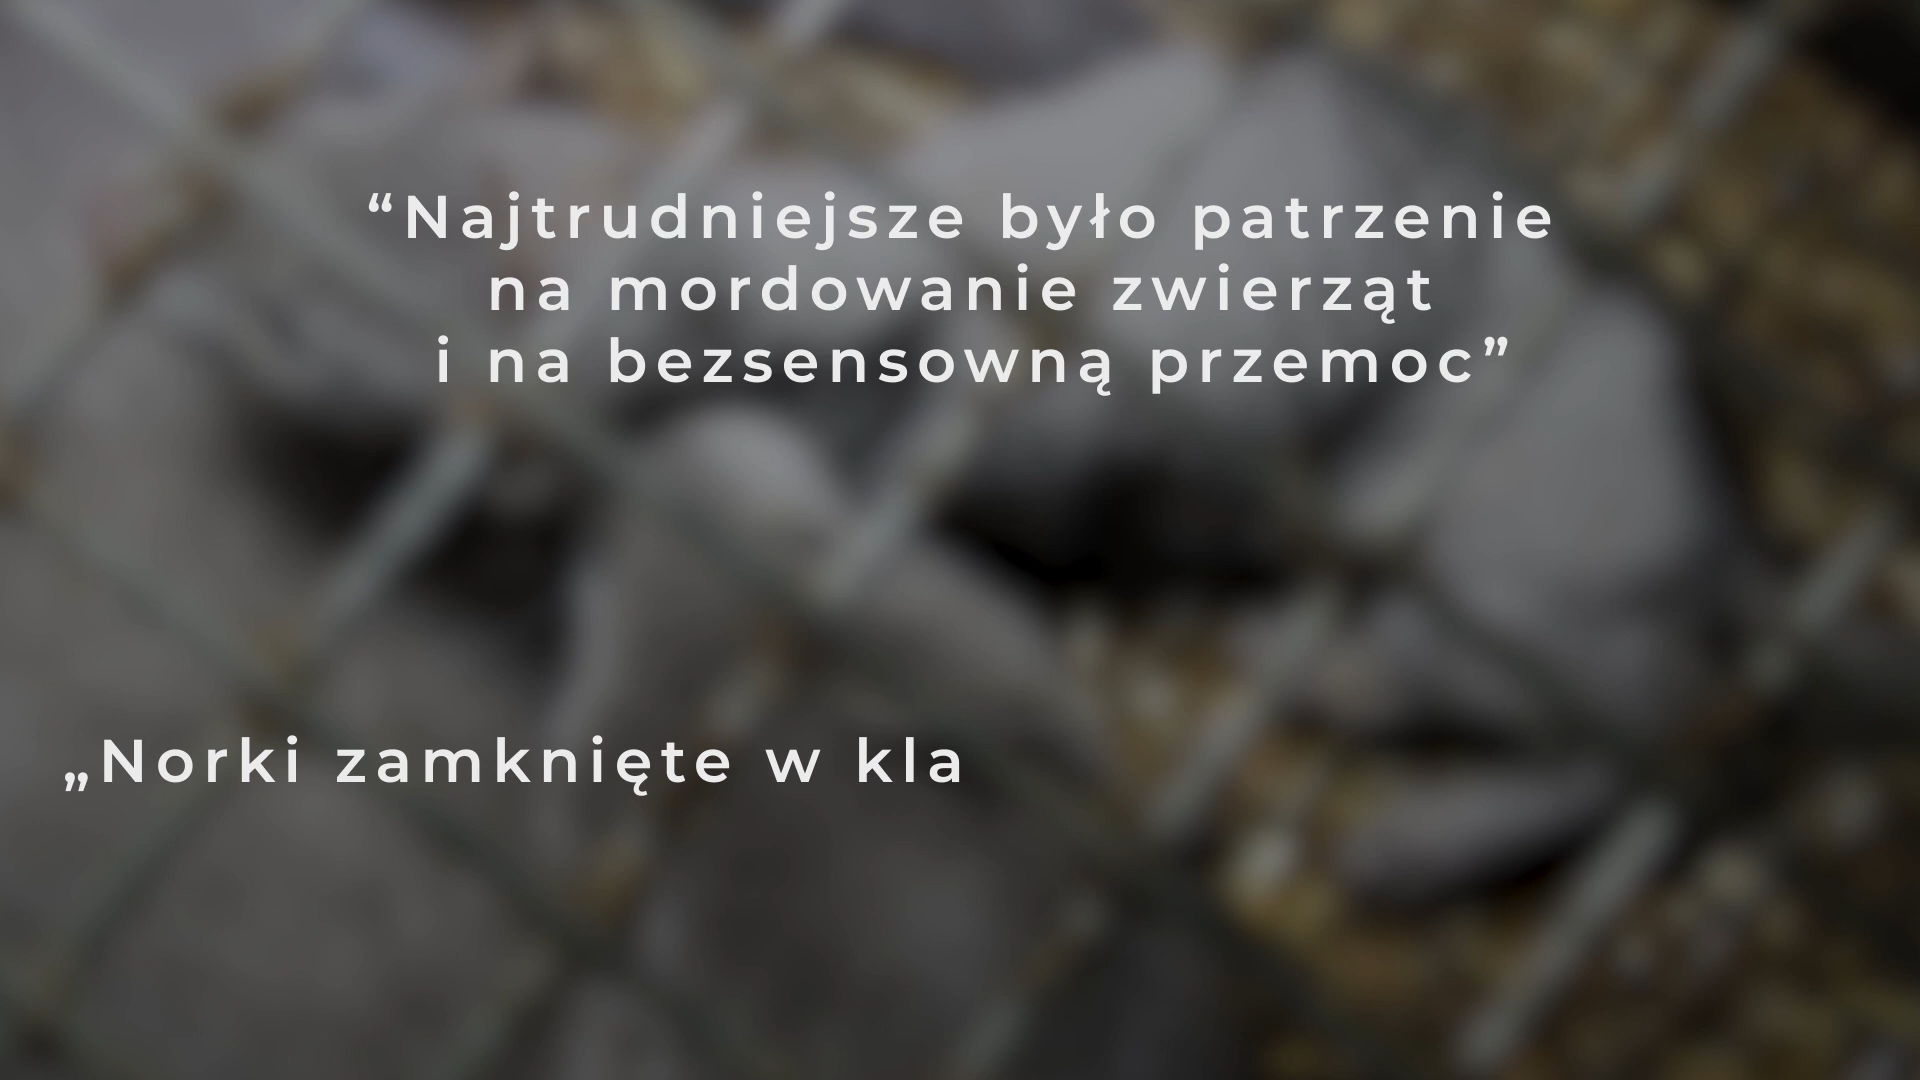 “Najtrudniejsze było patrzenie
na mordowanie zwierząt
i na bezsensowną przemoc”
„Norki zamknięte w kla